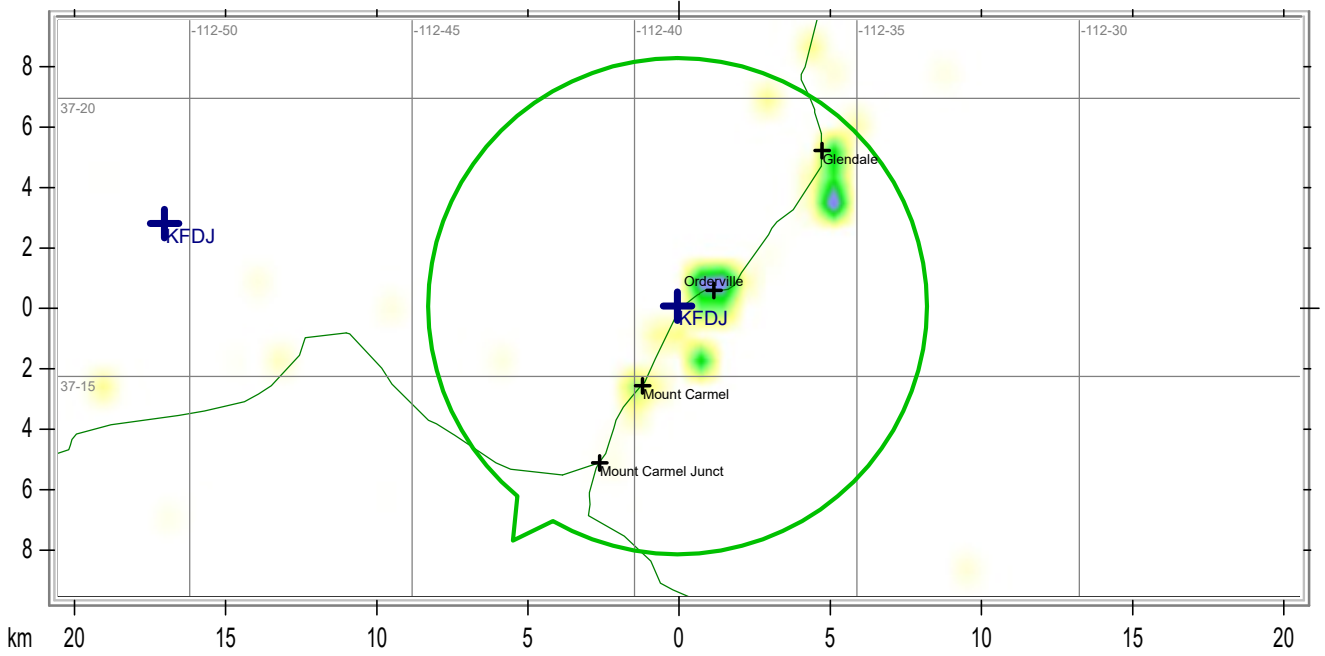 -112-50 -112-45 -112-40 -112-35 -112-30
8
37-20
6
Glendale
4
KFDJ
2
Orderville
0
KFDJ
2
37-15
Mount Carmel
4
Mount Carmel Junct
6
8
km 20 15 10 5 0 5 10 15 20